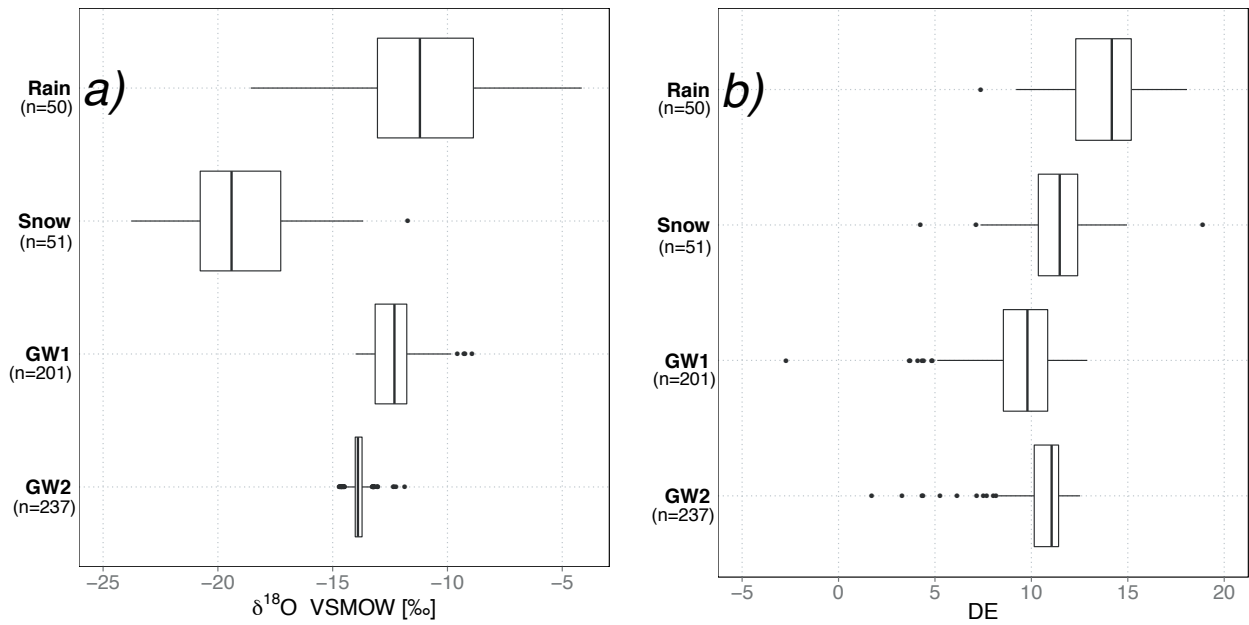 a)
Rain
(n=50)
Snow
(n=51)
GW1
(n=201)
GW2
(n=237)
−25 −20 −15 −10 −5
δ¹⁸O VSMOW [‰]
b)
Rain
(n=50)
Snow
(n=51)
GW1
(n=201)
GW2
(n=237)
−5 0 5 10 15 20
DE